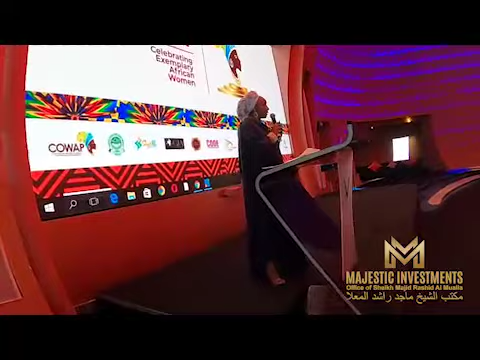 Celebrating
Exemplary
African
Women
COWAP
MAJESTIC INVESTMENTS
Office of Sheikh Majid Rashid Al Mualla
مكتب الشيخ ماجد راشد المعلا